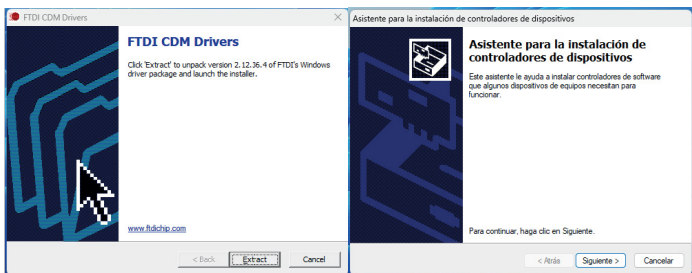 FTDI CDM Drivers
FTDI CDM Drivers
Click 'Extract' to unpack version 2.12.36.4 of FTDI's Windows
driver package and launch the installer.
www.ftdichip.com
< Back
Extract
Cancel
Asistente para la instalación de controladores de dispositivos
Asistente para la instalación de
controladores de dispositivos
Este asistente le ayuda a instalar controladores de software
que algunos dispositivos de equipos necesitan para
funcionar.
Para continuar, haga clic en Siguiente.
< Atrás
Siguiente >
Cancelar